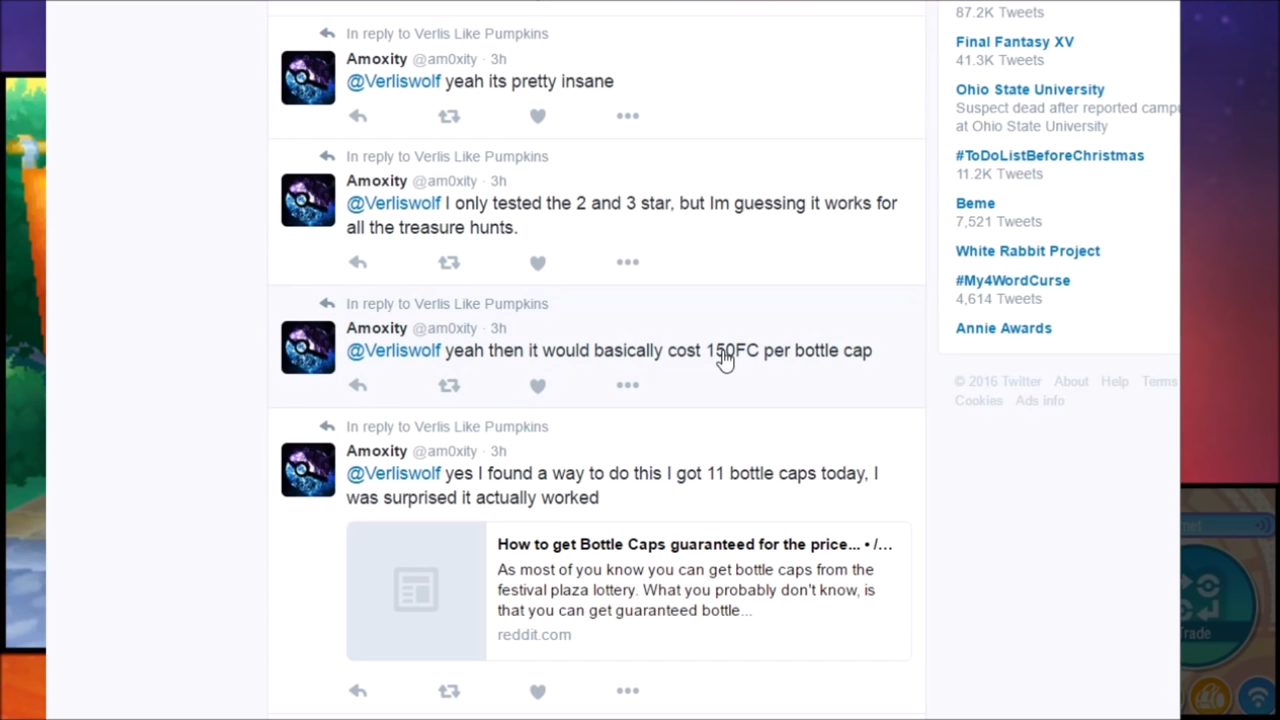 In reply to Verlis Like Pumpkins
Amoxity @am0xity · 3h
@Verliswolf yeah its pretty insane
In reply to Verlis Like Pumpkins
Amoxity @am0xity · 3h
@Verliswolf I only tested the 2 and 3 star, but Im guessing it works for
all the treasure hunts.
In reply to Verlis Like Pumpkins
Amoxity @am0xity · 3h
@Verliswolf yeah then it would basically cost 150FC per bottle cap
In reply to Verlis Like Pumpkins
Amoxity @am0xity · 3h
@Verliswolf yes I found a way to do this I got 11 bottle caps today, I
was surprised it actually worked
How to get Bottle Caps guaranteed for the price... • /...
As most of you know you can get bottle caps from the
festival plaza lottery. What you probably don't know, is
that you can get guaranteed bottle...
reddit.com
87.2K Tweets
Final Fantasy XV
41.3K Tweets
Ohio State University
Suspect dead after reported campu
at Ohio State University
#ToDoListBeforeChristmas
11.2K Tweets
Beme
7,521 Tweets
White Rabbit Project
#My4WordCurse
4,614 Tweets
Annie Awards
© 2016 Twitter About Help Terms
Cookies Ads info
net
Trade